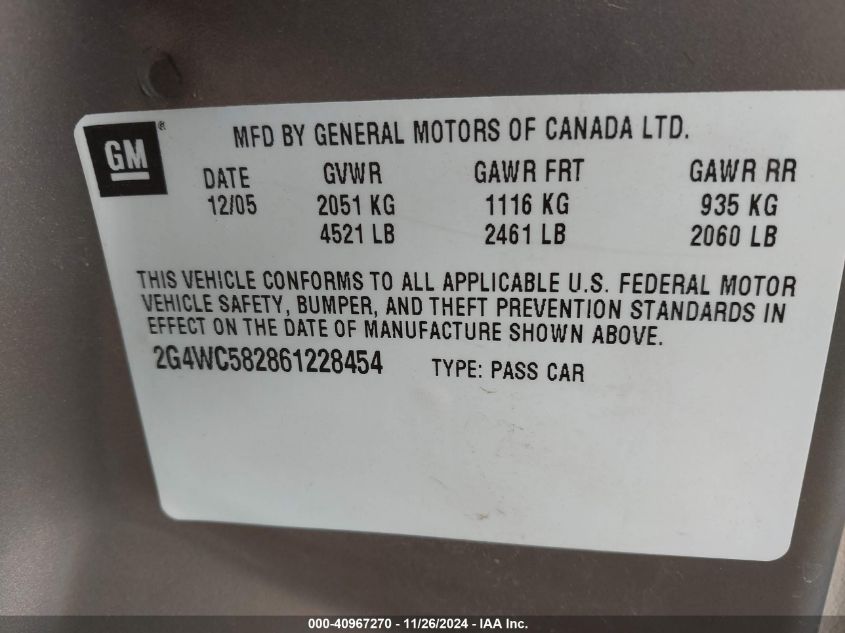 GM®
MFD BY GENERAL MOTORS OF CANADA LTD.
DATE GVWR GAWR FRT GAWR RR
12/05 2051 KG 1116 KG 935 KG
4521 LB 2461 LB 2060 LB
THIS VEHICLE CONFORMS TO ALL APPLICABLE U.S. FEDERAL MOTOR
VEHICLE SAFETY, BUMPER, AND THEFT PREVENTION STANDARDS IN
EFFECT ON THE DATE OF MANUFACTURE SHOWN ABOVE.
2G4WC582861228454 TYPE: PASS CAR
000-40967270 - 11/26/2024 - IAA Inc.